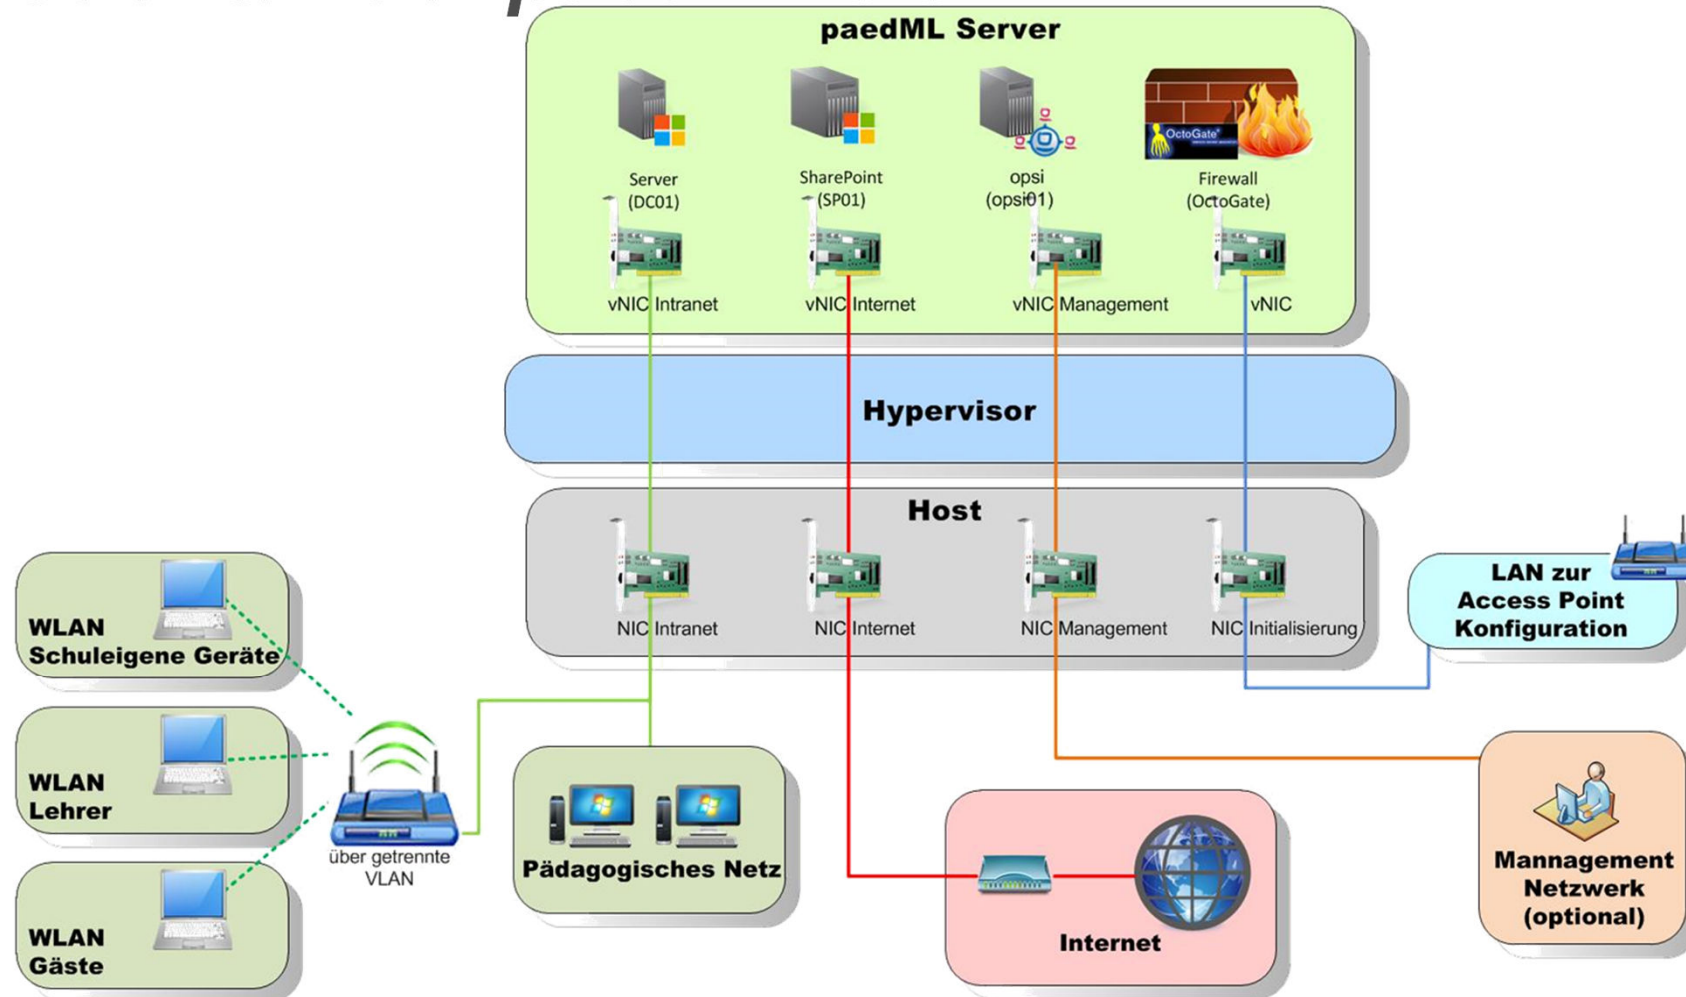 paedML Server
OctoGate
Server
(DC01)
SharePoint
(SP01)
opsi
(opsi01)
Firewall
(OctoGate)
vNIC Intranet
vNIC Internet
vNIC Management
vNIC
Hypervisor
Host
NIC Intranet
NIC Internet
NIC Management
NIC Initialisierung
LAN zur
Access Point
Konfiguration
WLAN
Schuleigene Geräte
WLAN
Lehrer
WLAN
Gäste
über getrennte
VLAN
Pädagogisches Netz
Internet
Mannagement
Netzwerk
(optional)